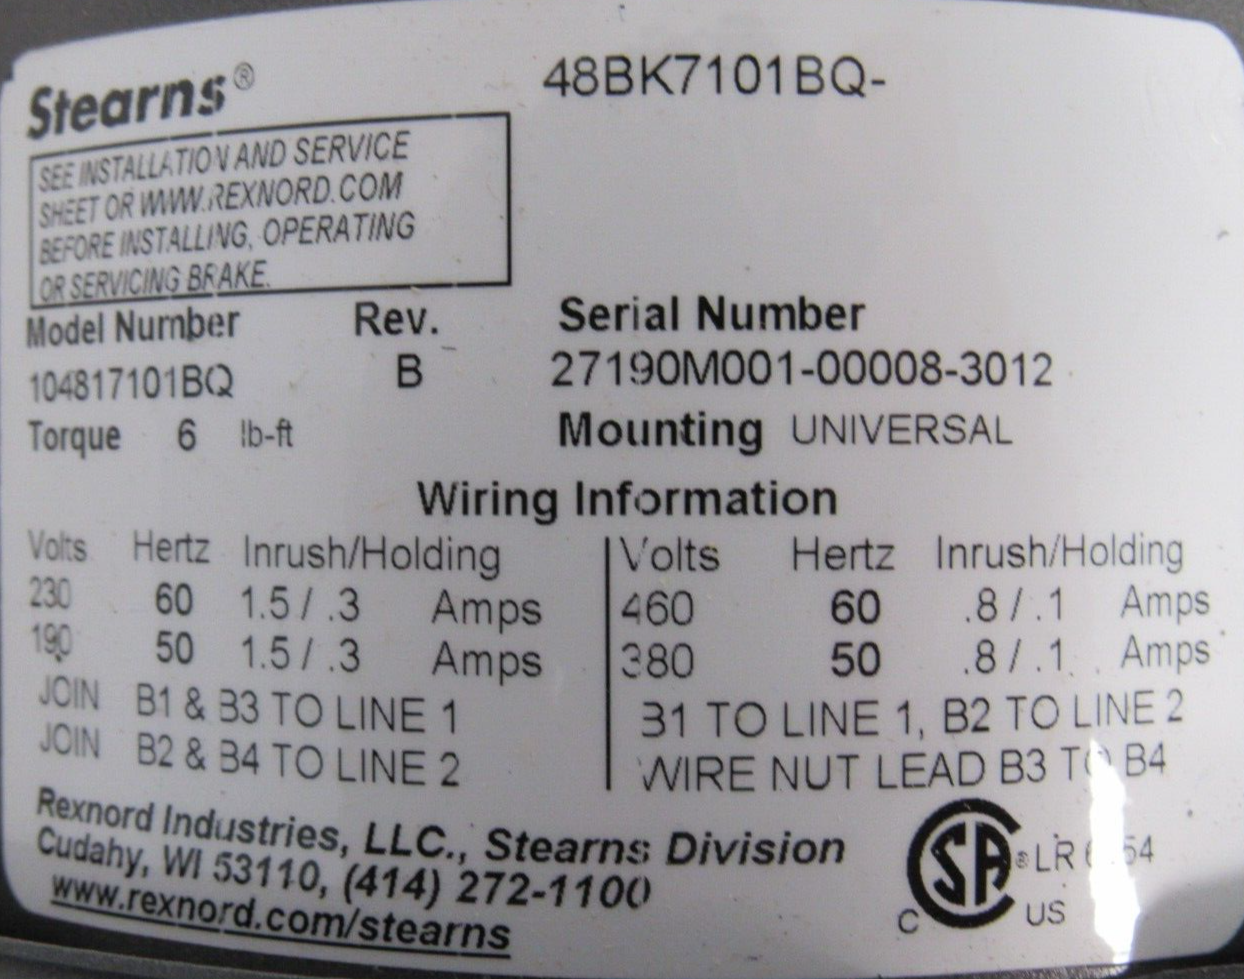 Stearns®
48BK7101BQ-
SEE INSTALLATION AND SERVICE
SHEET OR WWW.REXNORD.COM
BEFORE INSTALLING, OPERATING
OR SERVICING BRAKE.
Model Number Rev. Serial Number
104817101BQ B 27190M001-00008-3012
Torque 6 lb-ft Mounting UNIVERSAL
Wiring Information
Volts Hertz Inrush/Holding Volts Hertz Inrush/Holding
230 60 1.5 / .3 Amps 460 60 .8 / .1 Amps
190 50 1.5 / .3 Amps 380 50 .8 / .1 Amps
JOIN B1 & B3 TO LINE 1 B1 TO LINE 1, B2 TO LINE 2
JOIN B2 & B4 TO LINE 2 WIRE NUT LEAD B3 TO B4
Rexnord Industries, LLC., Stearns Division
Cudahy, WI 53110, (414) 272-1100
www.rexnord.com/stearns
CSA® LR
C US